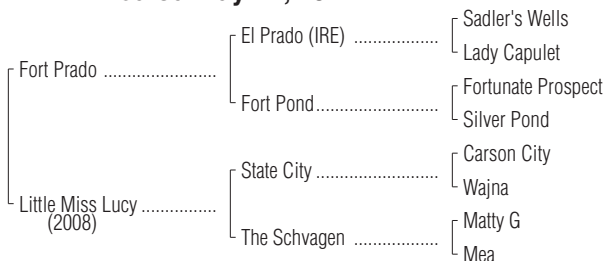 Sadler's Wells
El Prado (IRE) ..................
Lady Capulet
Fort Prado ........................
Fortunate Prospect
Fort Pond..........................
Silver Pond
Carson City
State City ..........................
Wajna
Little Miss Lucy ................
(2008)
Matty G
The Schvagen ..................
Mea